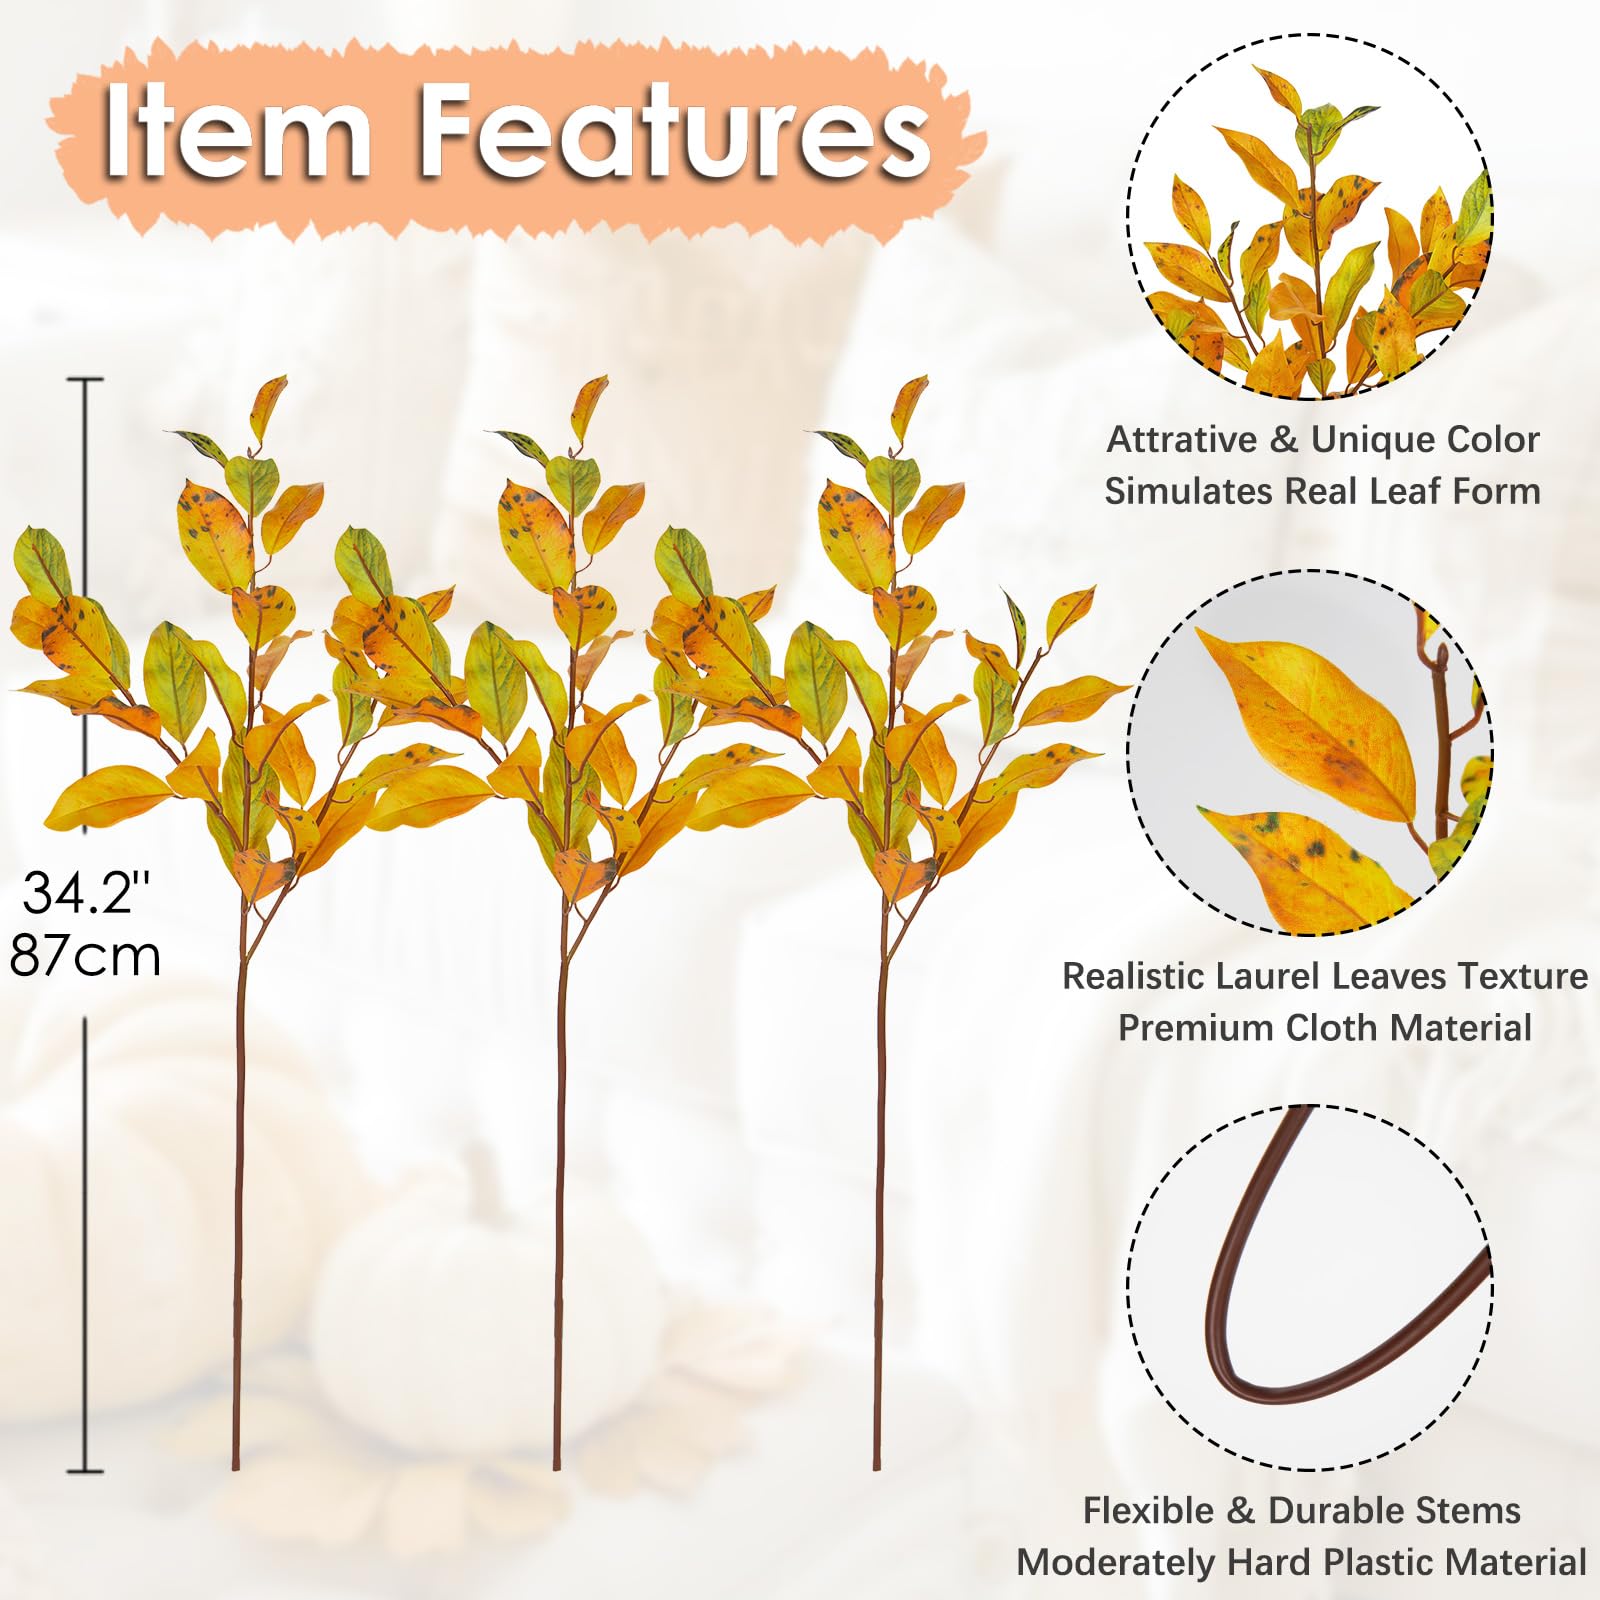 Item Features
34.2"
87cm
Attrative & Unique Color
Simulates Real Leaf Form
Realistic Laurel Leaves Texture
Premium Cloth Material
Flexible & Durable Stems
Moderately Hard Plastic Material